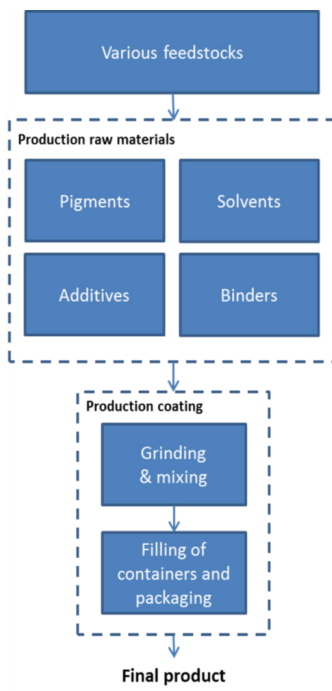 Various feedstocks
Production raw materials
Pigments
Solvents
Additives
Binders
Production coating
Grinding
& mixing
Filling of
containers and
packaging
Final product